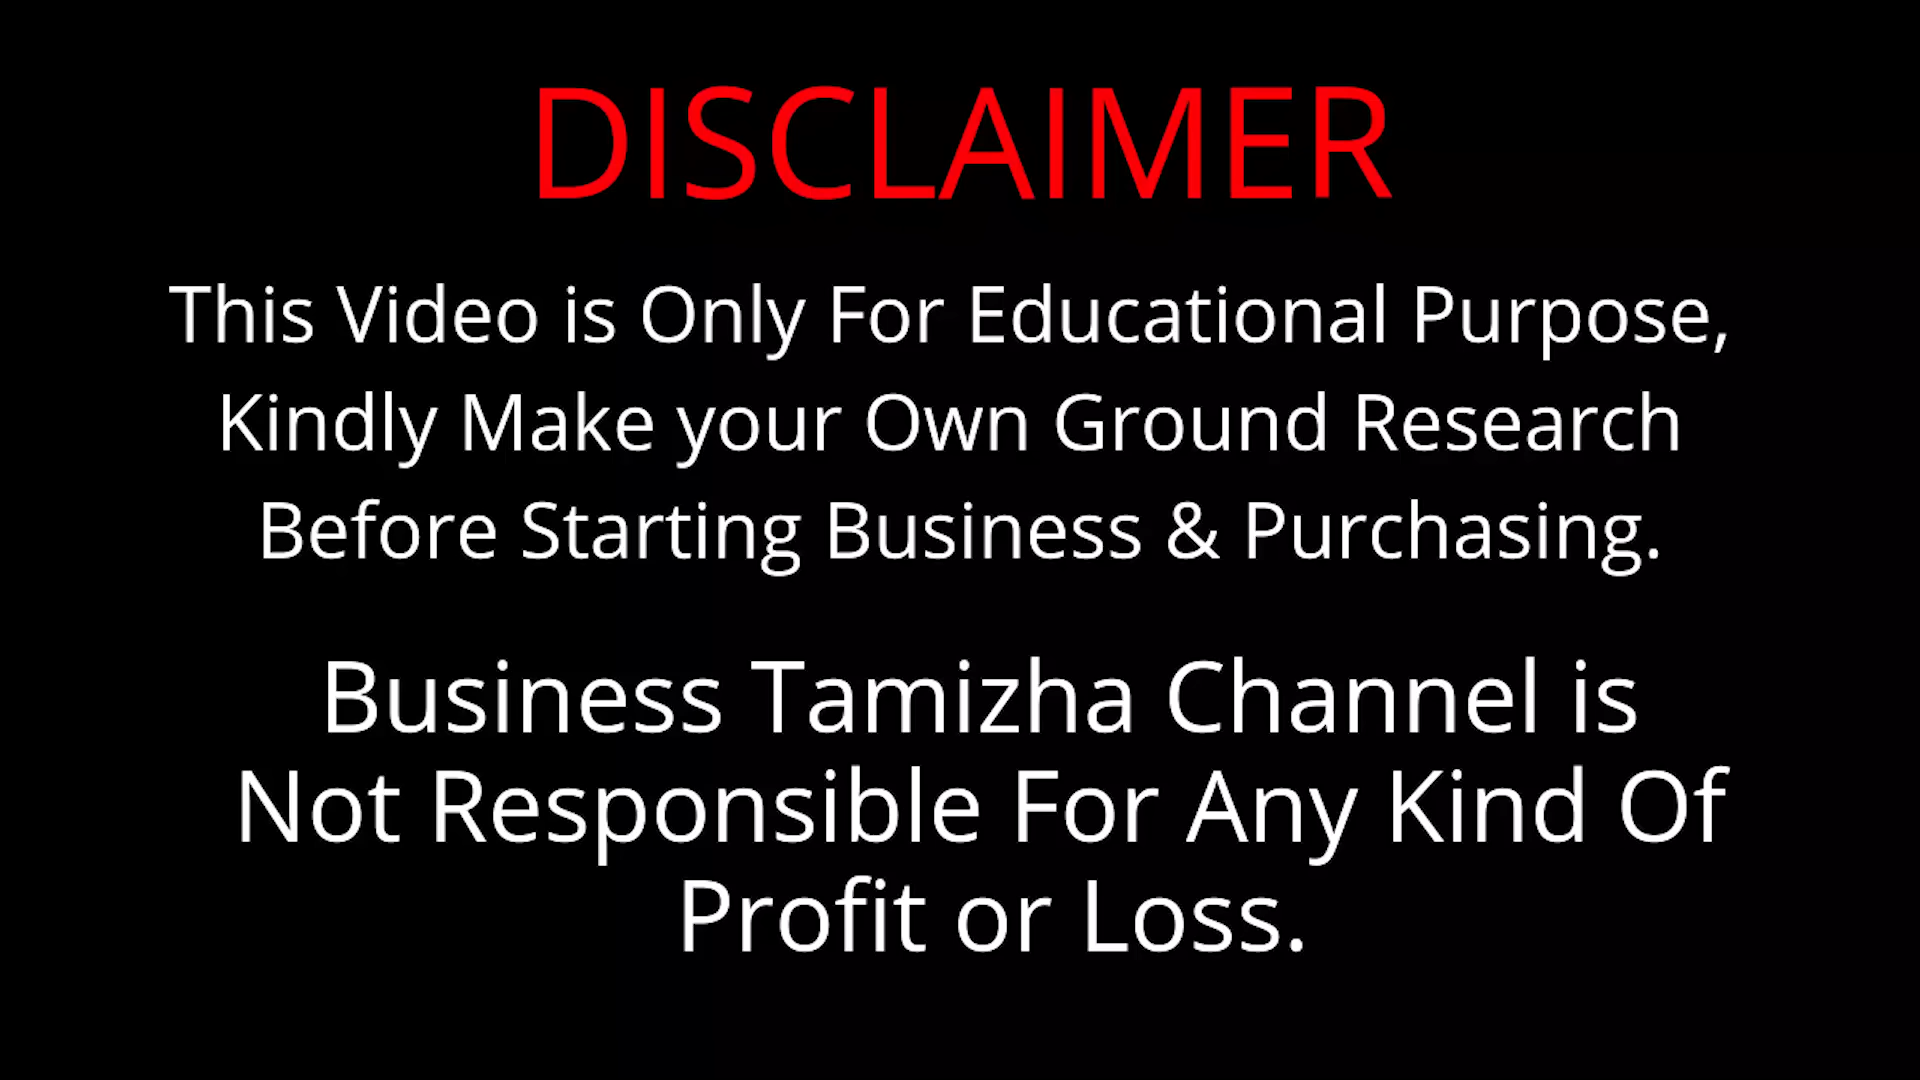 DISCLAIMER
This Video is Only For Educational Purpose,
Kindly Make your Own Ground Research
Before Starting Business & Purchasing.
Business Tamizha Channel is
Not Responsible For Any Kind Of
Profit or Loss.